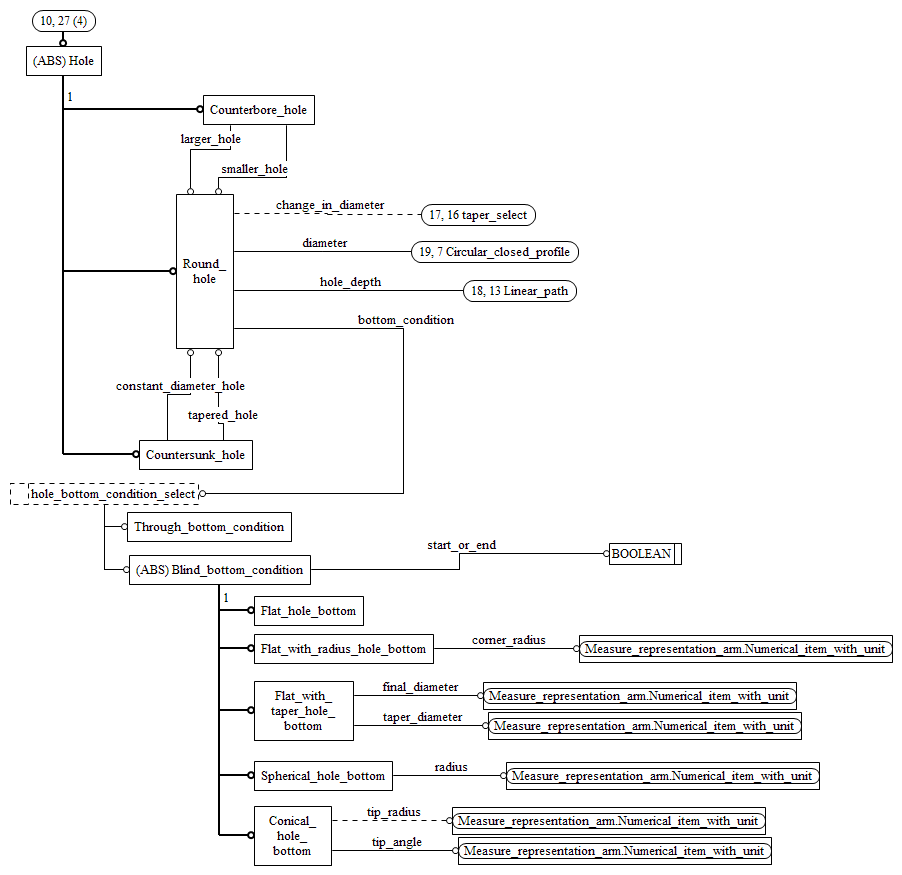 10, 27 (4)
(ABS) Hole
1
Counterbore_hole
larger_hole
smaller_hole
change_in_diameter
17, 16 taper_select
diameter
19, 7 Circular_closed_profile
Round_
hole
hole_depth
18, 13 Linear_path
bottom_condition
constant_diameter_hole
tapered_hole
Countersunk_hole
hole_bottom_condition_select
Through_bottom_condition
start_or_end
BOOLEAN
(ABS) Blind_bottom_condition
1
Flat_hole_bottom
Flat_with_radius_hole_bottom
corner_radius
Measure_representation_arm.Numerical_item_with_unit
Flat_with_
taper_hole_
bottom
final_diameter
Measure_representation_arm.Numerical_item_with_unit
taper_diameter
Measure_representation_arm.Numerical_item_with_unit
Spherical_hole_bottom
radius
Measure_representation_arm.Numerical_item_with_unit
Conical_
hole_
bottom
tip_radius
Measure_representation_arm.Numerical_item_with_unit
tip_angle
Measure_representation_arm.Numerical_item_with_unit